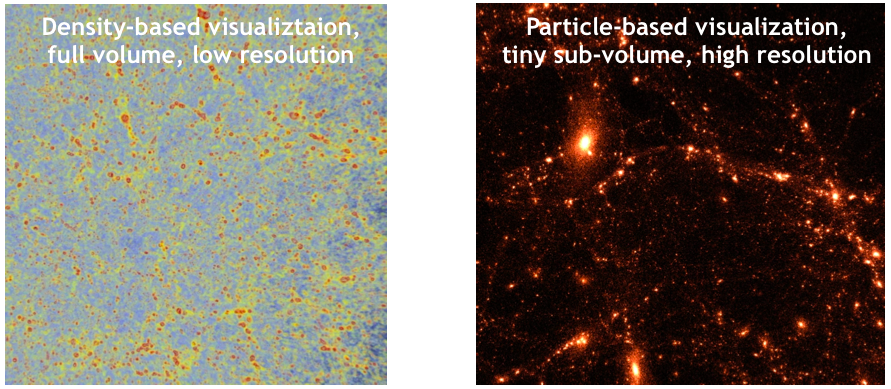 Density-based visualiztaion,
full volume, low resolution
Particle-based visualization,
tiny sub-volume, high resolution